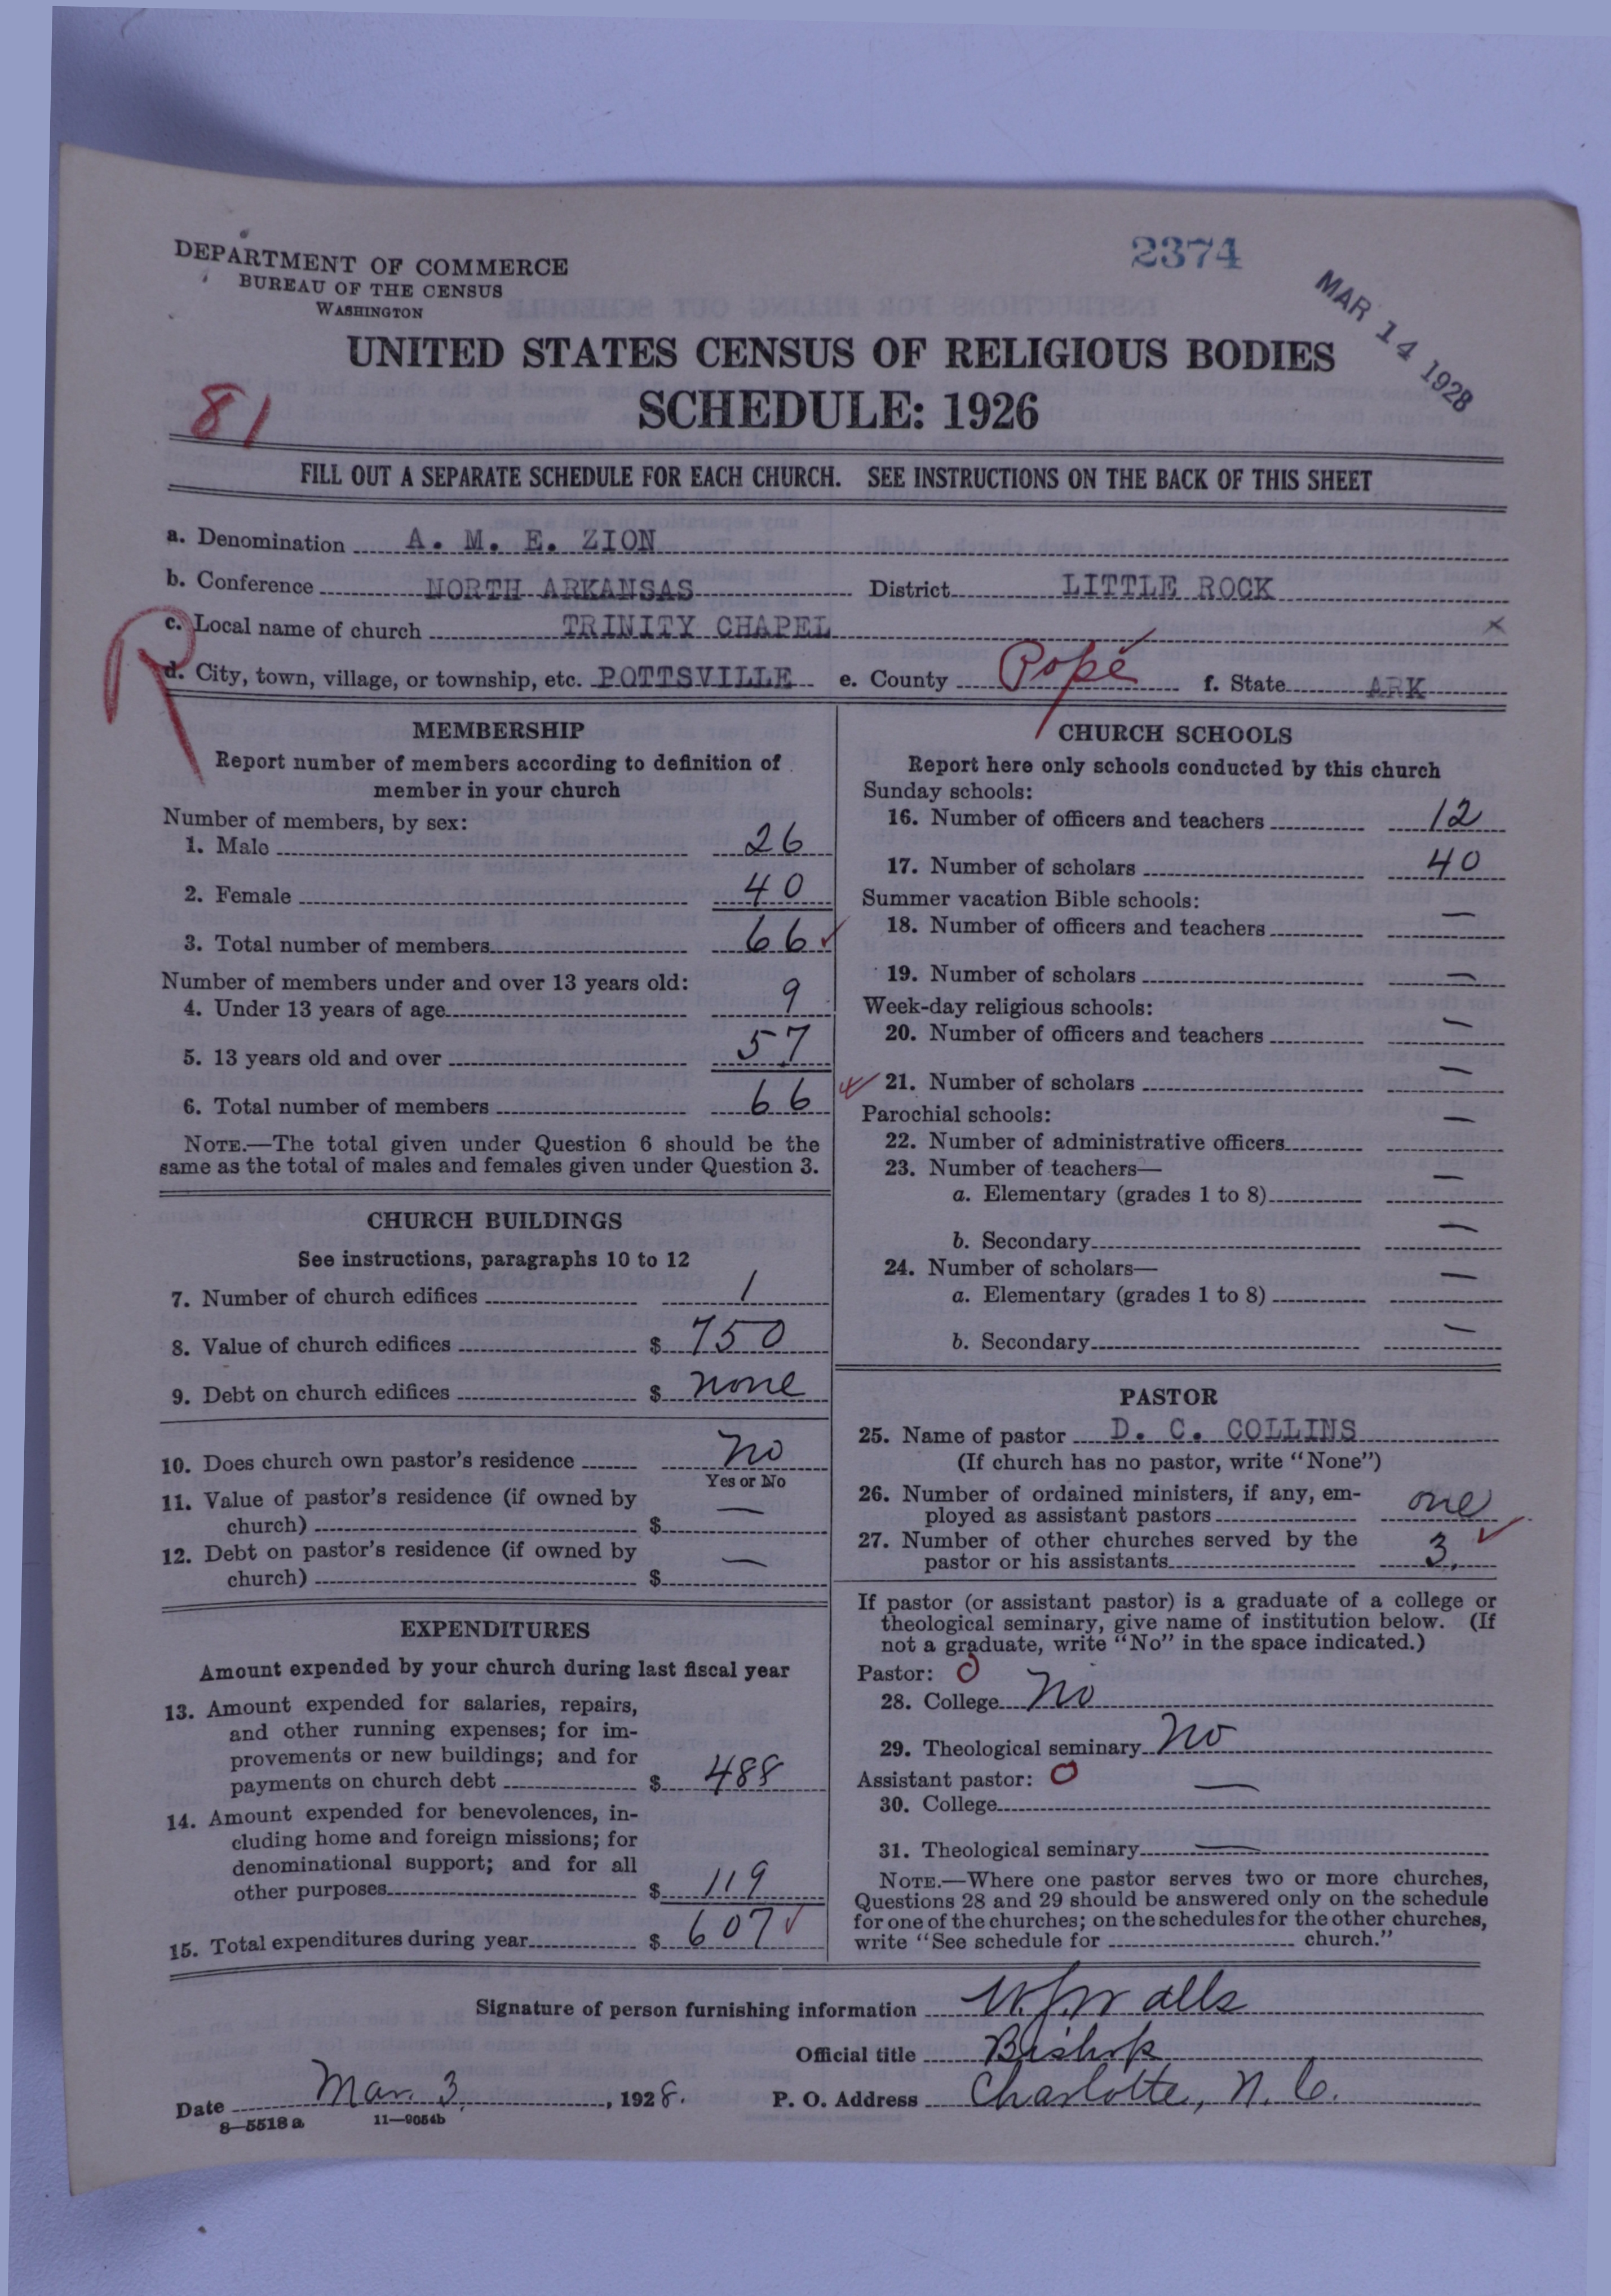 DEPARTMENT OF COMMERCE
BUREAU OF THE CENSUS
WASHINGTON
2374
MAR 14 1928
UNITED STATES CENSUS OF RELIGIOUS BODIES
SCHEDULE: 1926
81
FILL OUT A SEPARATE SCHEDULE FOR EACH CHURCH. SEE INSTRUCTIONS ON THE BACK OF THIS SHEET
a. Denomination A. M. E. ZION
b. Conference NORTH ARKANSAS District LITTLE ROCK
c. Local name of church TRINITY CHAPEL x
R
d. City, town, village, or township, etc. POTTSVILLE e. County Pope f. State ARK
MEMBERSHIP
Report number of members according to definition of
member in your church
Number of members, by sex:
1. Male 26
2. Female 40
3. Total number of members 66
Number of members under and over 13 years old:
4. Under 13 years of age 9
5. 13 years old and over 57
6. Total number of members 66
NOTE.—The total given under Question 6 should be the
same as the total of males and females given under Question 3.
CHURCH BUILDINGS
See instructions, paragraphs 10 to 12
7. Number of church edifices 1
8. Value of church edifices $ 750
9. Debt on church edifices $ none
10. Does church own pastor's residence no
Yes or No
11. Value of pastor's residence (if owned by
church) $ —
12. Debt on pastor's residence (if owned by
church) $ —
EXPENDITURES
Amount expended by your church during last fiscal year
13. Amount expended for salaries, repairs,
and other running expenses; for im-
provements or new buildings; and for
payments on church debt $ 488
14. Amount expended for benevolences, in-
cluding home and foreign missions; for
denominational support; and for all
other purposes $ 119
15. Total expenditures during year $ 607
CHURCH SCHOOLS
Report here only schools conducted by this church
Sunday schools:
16. Number of officers and teachers 12
17. Number of scholars 40
Summer vacation Bible schools:
18. Number of officers and teachers —
19. Number of scholars —
Week-day religious schools:
20. Number of officers and teachers —
21. Number of scholars —
Parochial schools:
22. Number of administrative officers —
23. Number of teachers—
a. Elementary (grades 1 to 8) —
b. Secondary —
24. Number of scholars—
a. Elementary (grades 1 to 8) —
b. Secondary —
PASTOR
25. Name of pastor D. C. COLLINS
(If church has no pastor, write "None")
26. Number of ordained ministers, if any, em-
ployed as assistant pastors one
27. Number of other churches served by the
pastor or his assistants 3.
If pastor (or assistant pastor) is a graduate of a college or
theological seminary, give name of institution below. (If
not a graduate, write "No" in the space indicated.)
Pastor: O
28. College No
29. Theological seminary No
Assistant pastor: O
30. College —
31. Theological seminary —
NOTE.—Where one pastor serves two or more churches,
Questions 28 and 29 should be answered only on the schedule
for one of the churches; on the schedules for the other churches,
write "See schedule for church."
Signature of person furnishing information W. J. Walls
Official title Bishop
Date Mar. 3, 1928. P. O. Address Charlotte, N. C.
8—5518a 11—9054b